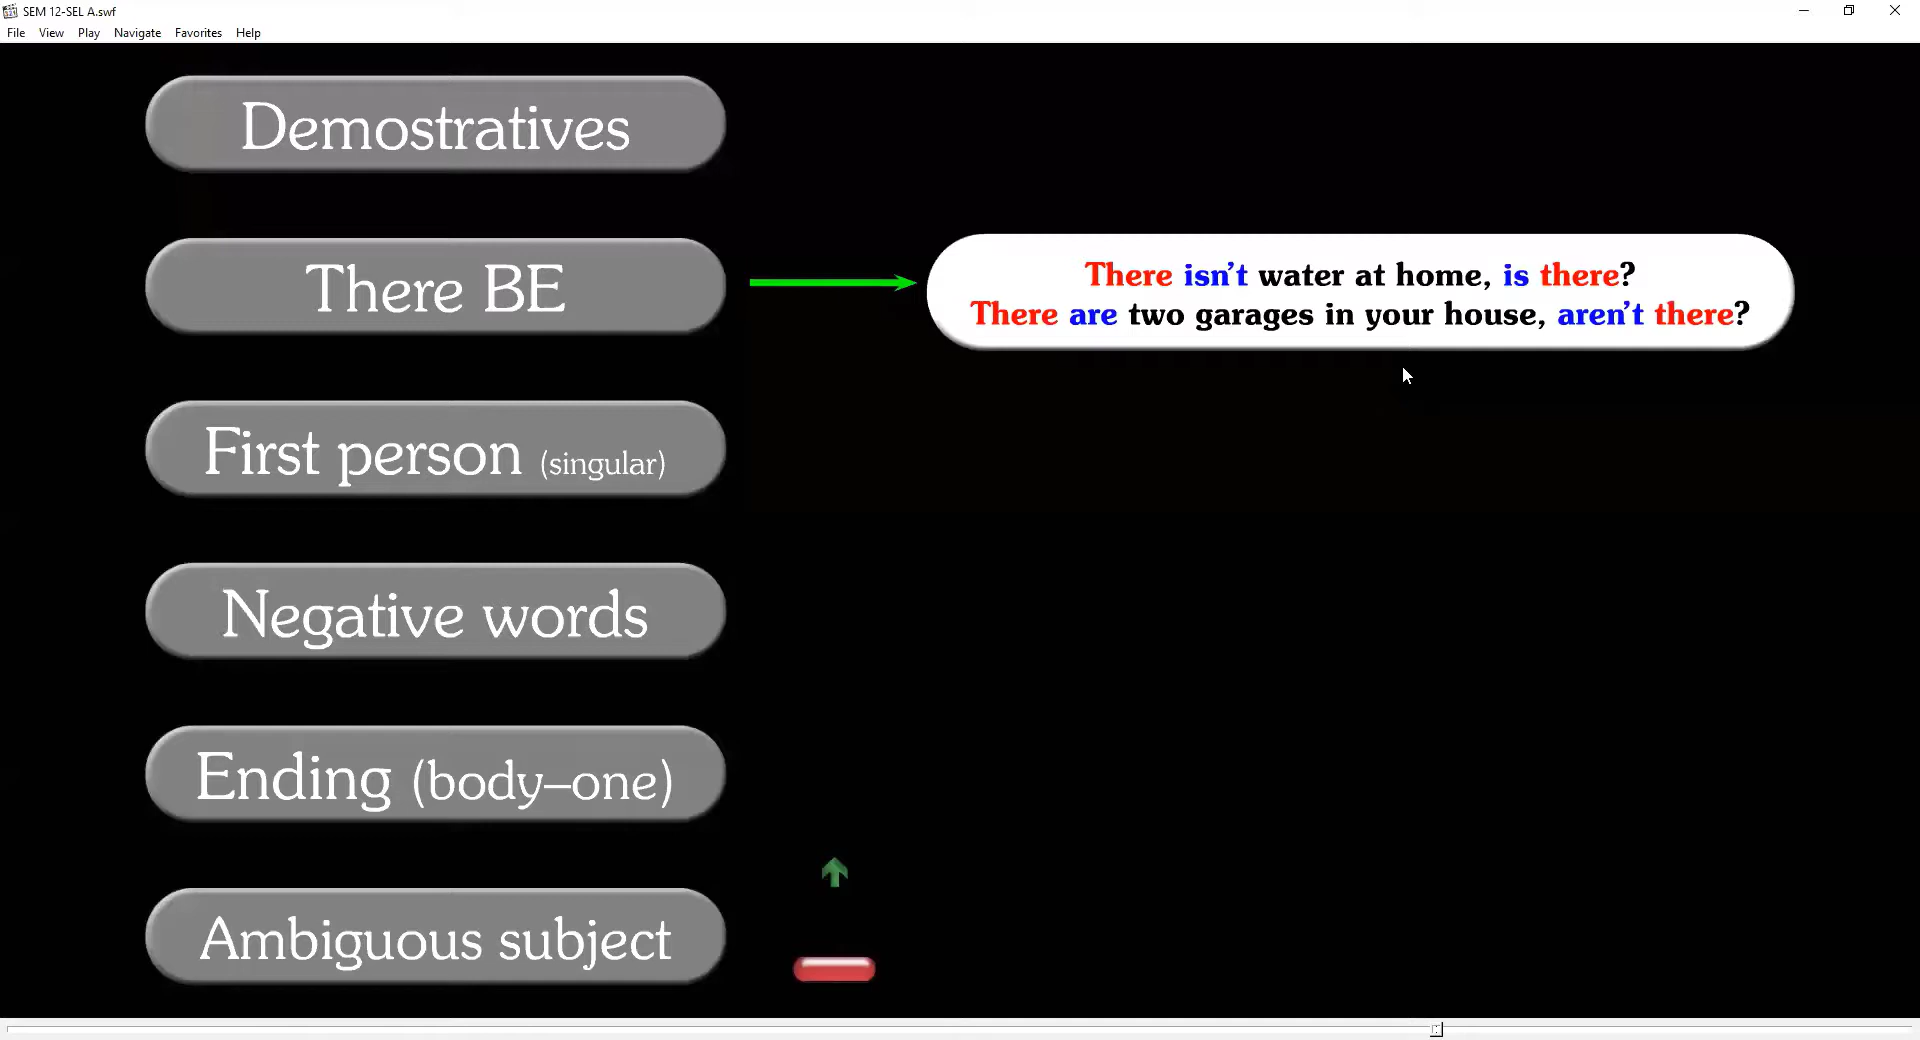 SEM 12-SEL A.swf
File View Play Navigate Favorites Help
Demostratives
There BE
There isn’t water at home, is there?
There are two garages in your house, aren’t there?
First person (singular)
Negative words
Ending (body–one)
Ambiguous subject